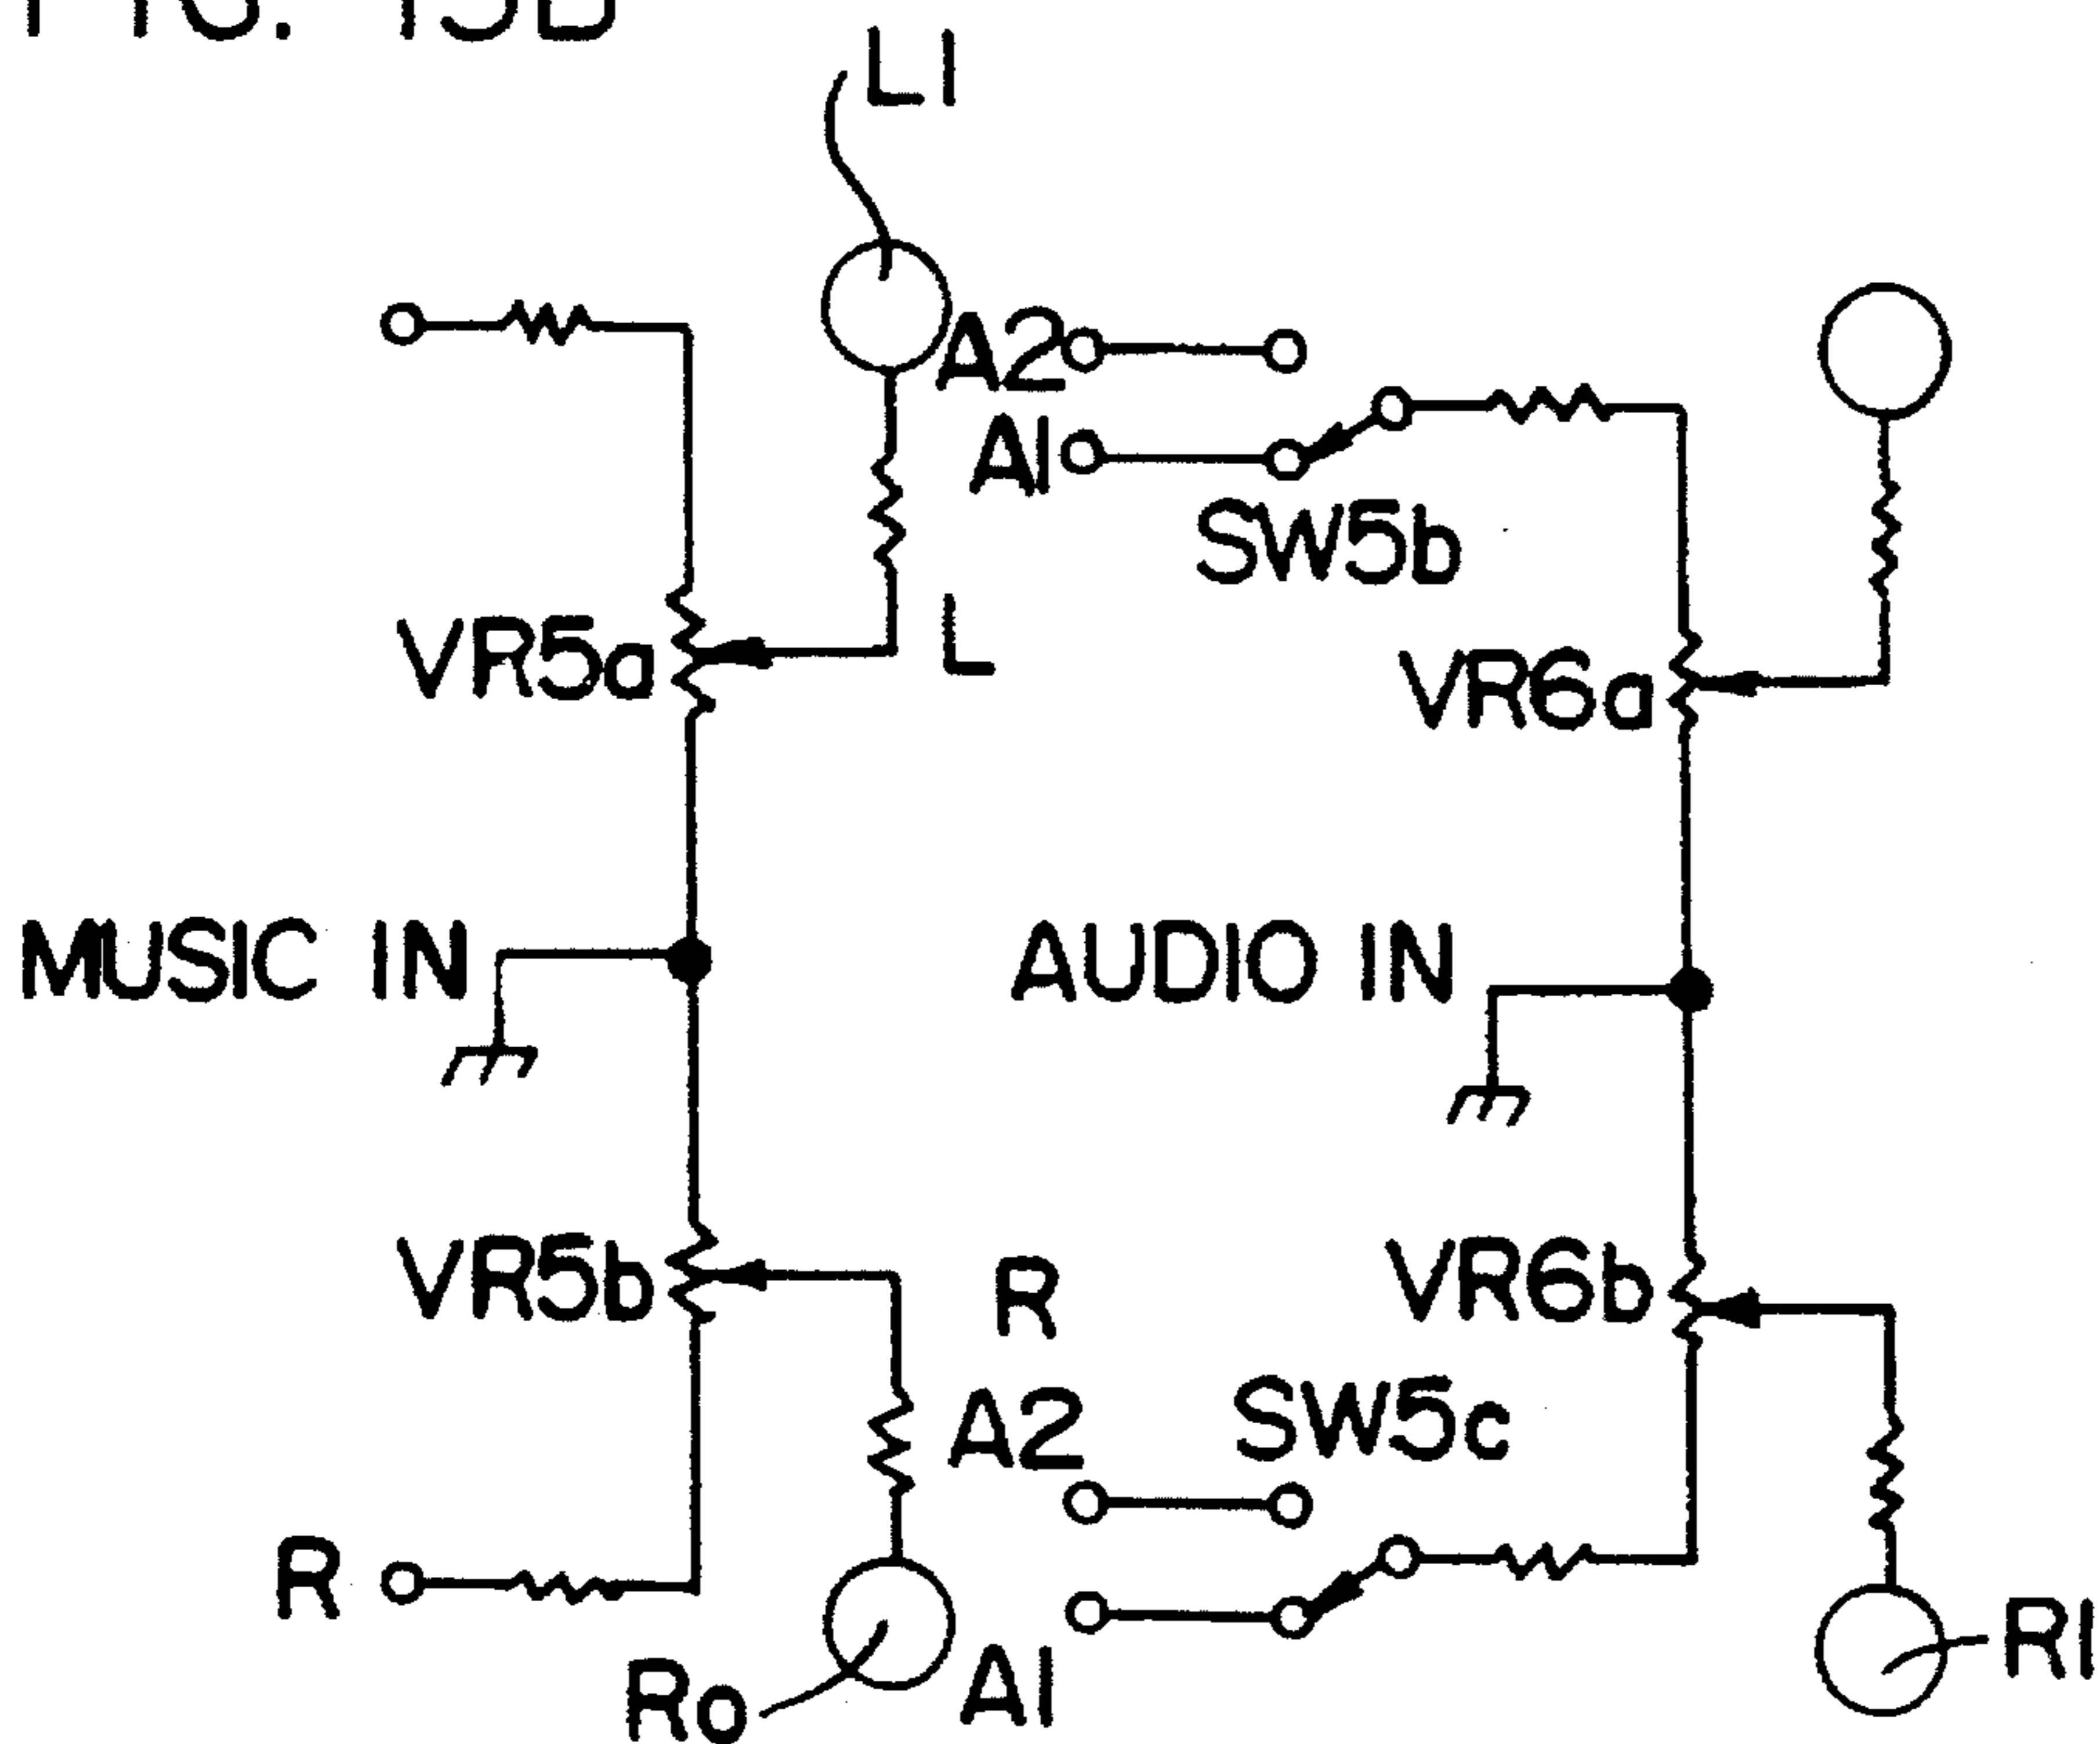 FIG. 15B
L1
A2
A1
SW5b
VR5a
L
VR6a
MUSIC IN
AUDIO IN
VR5b
R
VR6b
A2
SW5c
R
A1
R1
Ro